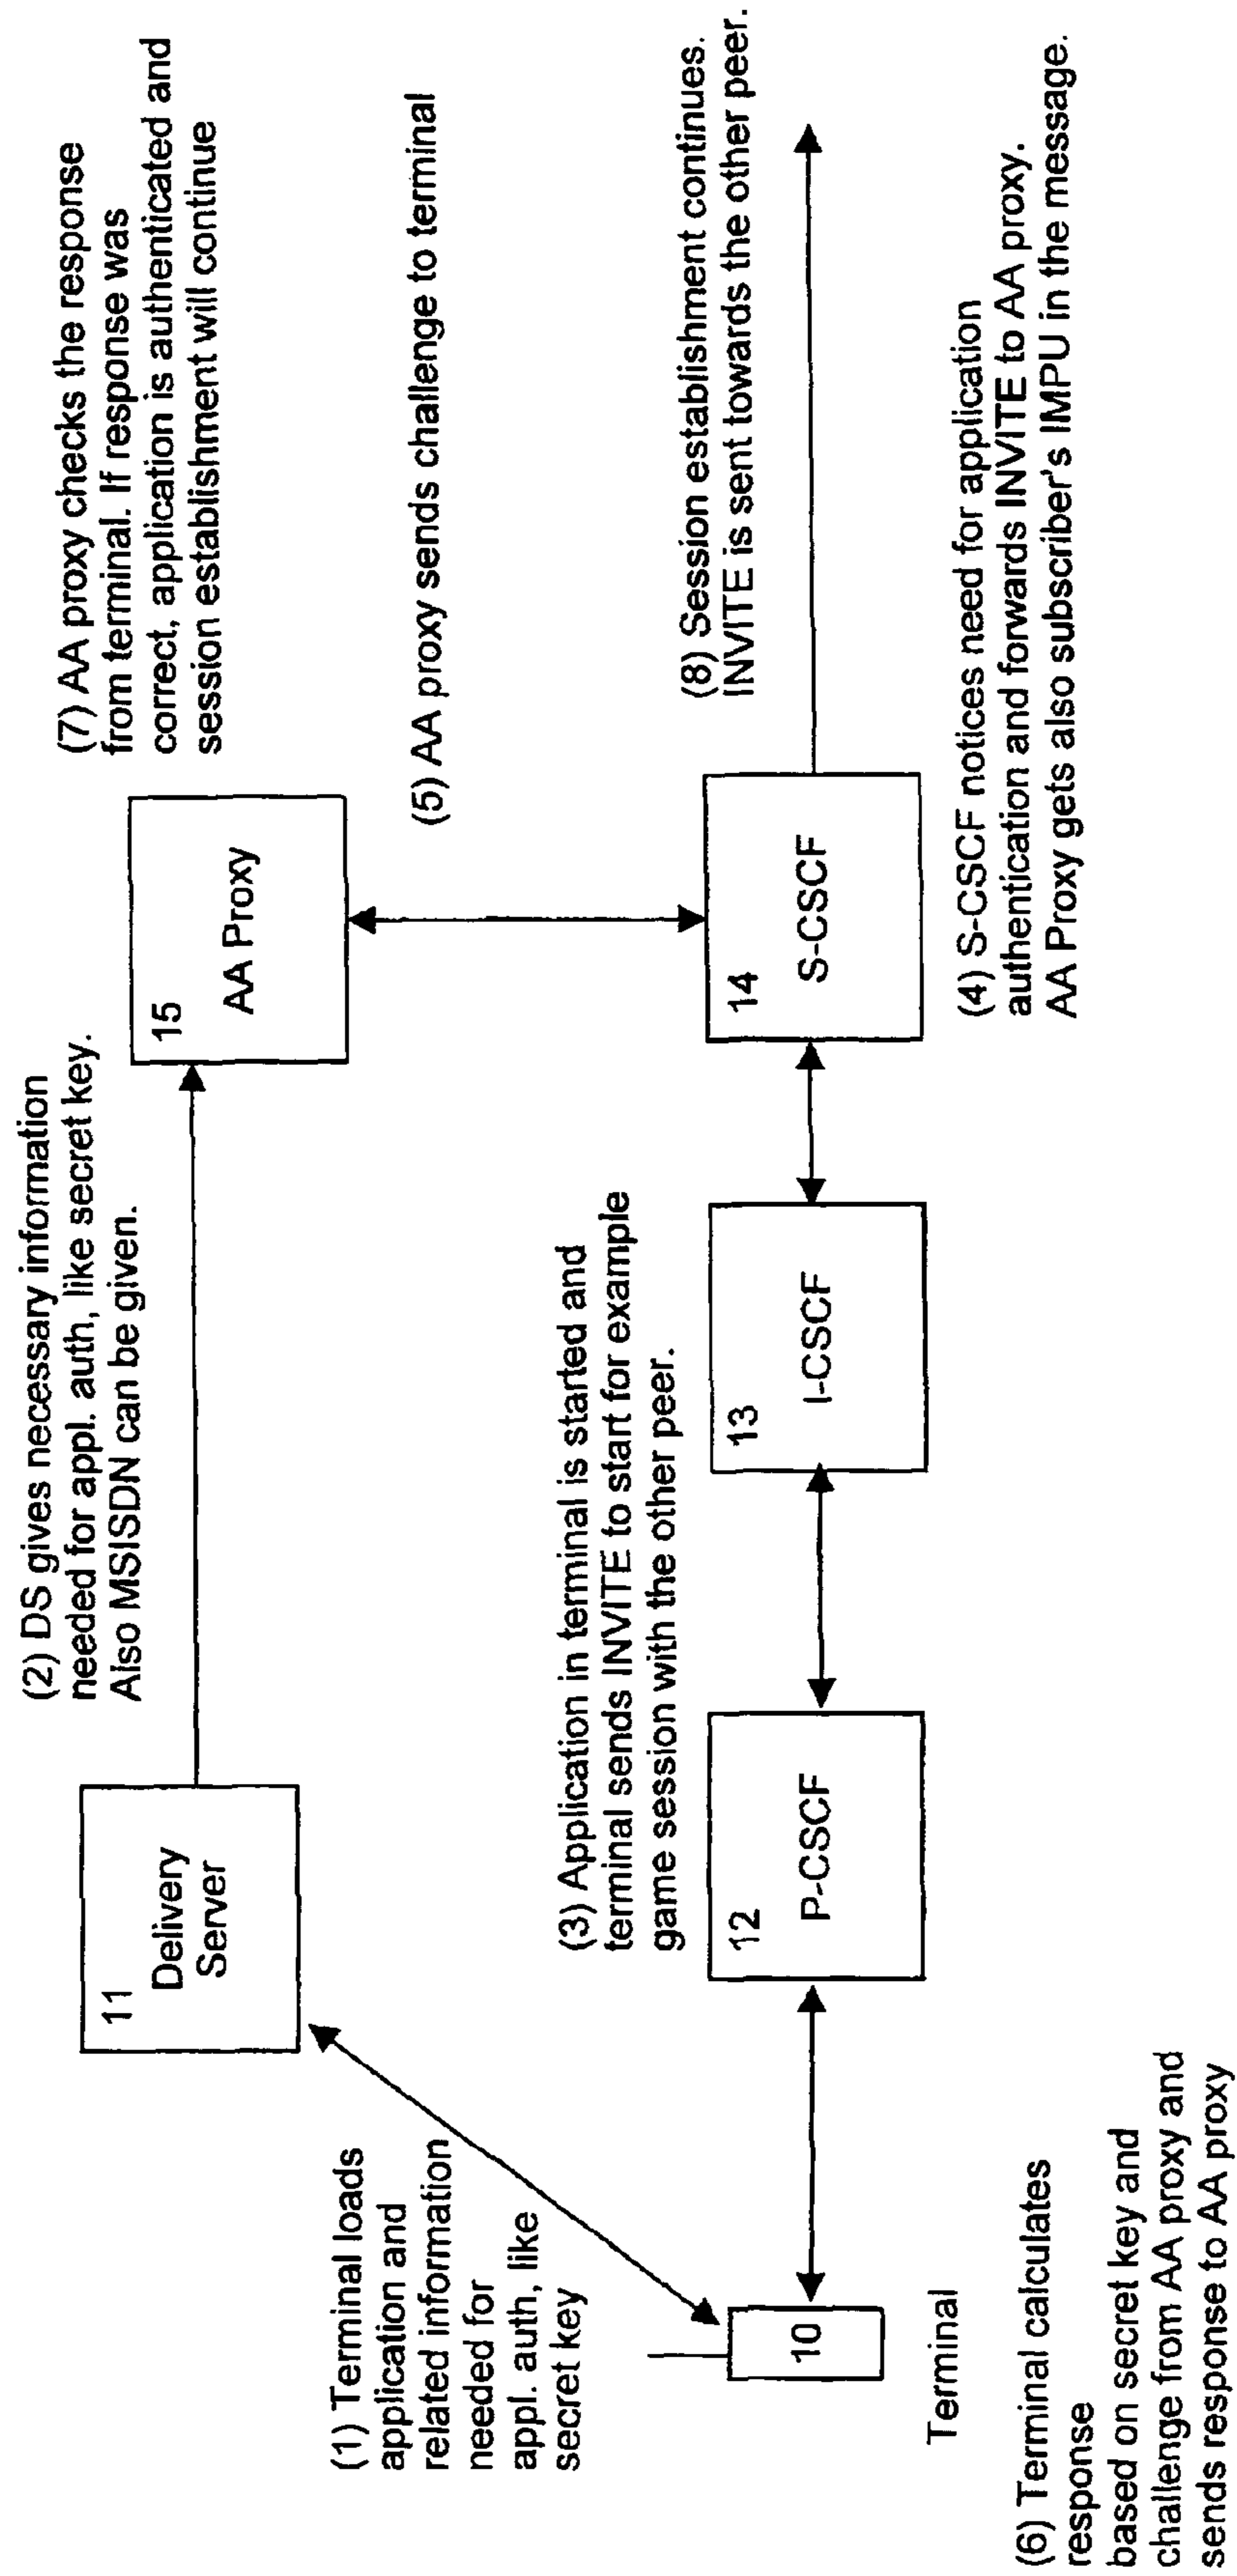 (1) Terminal loads
application and
related information
needed for
appl. auth, like
secret key
(2) DS gives necessary information
needed for appl. auth, like secret key.
Also MSISDN can be given.
(7) AA proxy checks the response
from terminal. If response was
correct, application is authenticated and
session establishment will continue
11
Delivery
Server
15
AA Proxy
(5) AA proxy sends challenge to terminal
(3) Application in terminal is started and
terminal sends INVITE to start for example
game session with the other peer.
(8) Session establishment continues.
INVITE is sent towards the other peer.
10
Terminal
12
P-CSCF
13
I-CSCF
14
S-CSCF
(4) S-CSCF notices need for application
authentication and forwards INVITE to AA proxy.
AA Proxy gets also subscriber's IMPU in the message.
(6) Terminal calculates
response
based on secret key and
challenge from AA proxy and
sends response to AA proxy